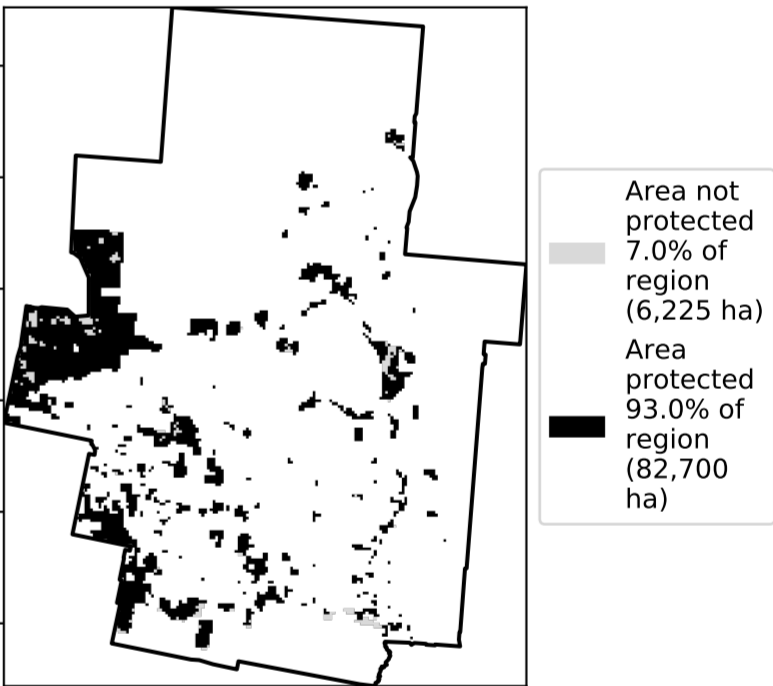 Area not
protected
7.0% of
region
(6,225 ha)
Area
protected
93.0% of
region
(82,700
ha)